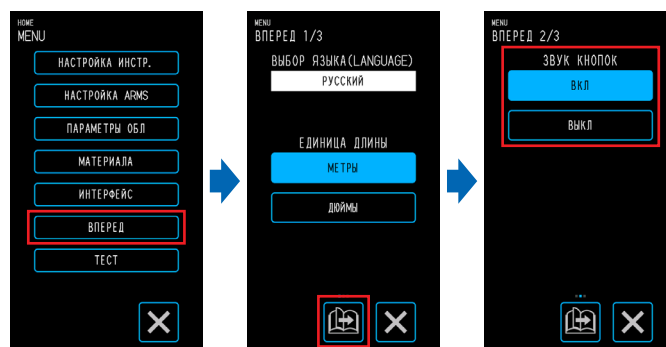 HOME
MENU
НАСТРОЙКА ИНСТР.
НАСТРОЙКА ARMS
ПАРАМЕТРЫ ОБЛ
МАТЕРИАЛА
ИНТЕРФЕЙС
ВПЕРЕД
ТЕСТ
MENU
ВПЕРЕД 1/3
ВЫБОР ЯЗЫКА(LANGUAGE)
РУССКИЙ
ЕДИНИЦА ДЛИНЫ
МЕТРЫ
ДЮЙМЫ
MENU
ВПЕРЕД 2/3
ЗВУК КНОПОК
ВКЛ
ВЫКЛ